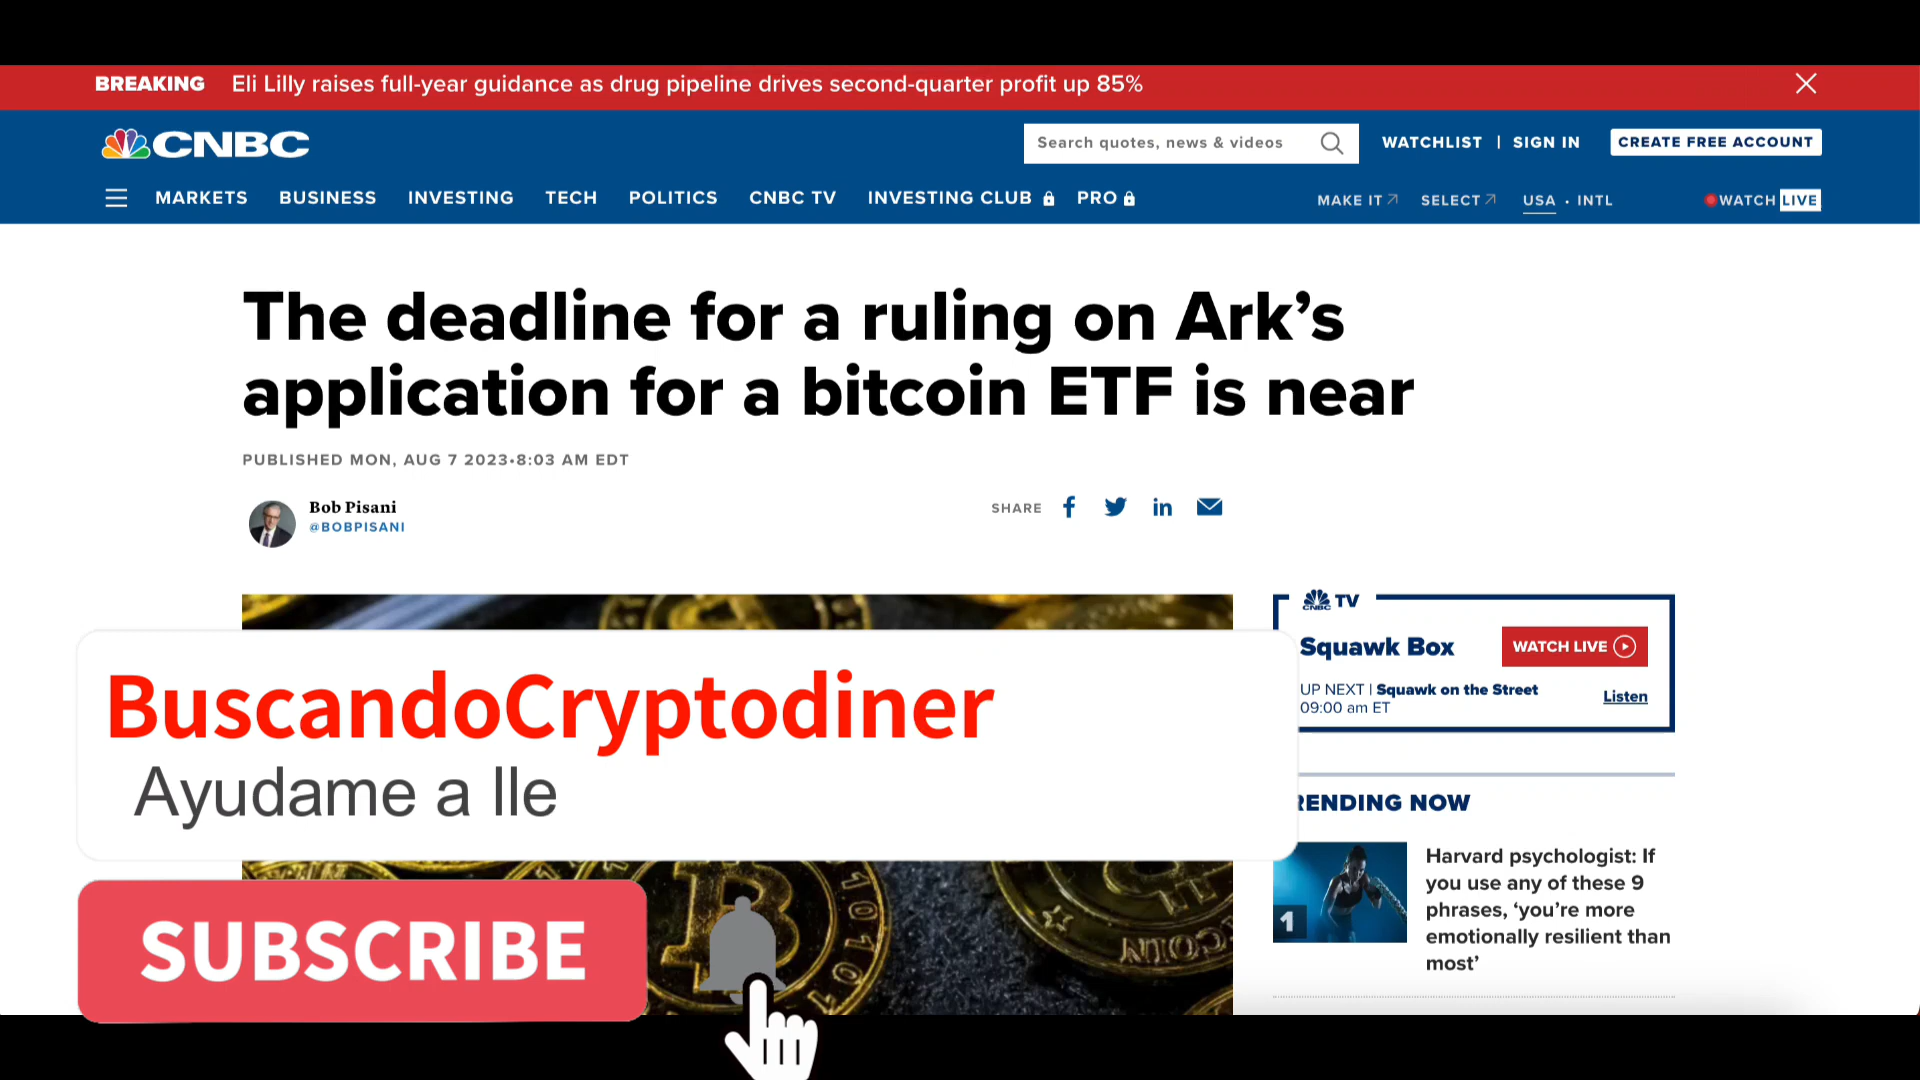 BREAKING Eli Lilly raises full-year guidance as drug pipeline drives second-quarter profit up 85%
CNBC
Search quotes, news & videos
WATCHLIST | SIGN IN
CREATE FREE ACCOUNT
MARKETS BUSINESS INVESTING TECH POLITICS CNBC TV INVESTING CLUB PRO
MAKE IT SELECT USA • INTL
WATCH LIVE
The deadline for a ruling on Ark’s
application for a bitcoin ETF is near
PUBLISHED MON, AUG 7 2023•8:03 AM EDT
Bob Pisani
@BOBPISANI
SHARE
CNBC TV
Squawk Box
WATCH LIVE
UP NEXT | Squawk on the Street
09:00 am ET
Listen
BuscandoCryptodiner
Ayudame a lle
SUBSCRIBE
RENDING NOW
1
Harvard psychologist: If
you use any of these 9
phrases, ‘you’re more
emotionally resilient than
most’